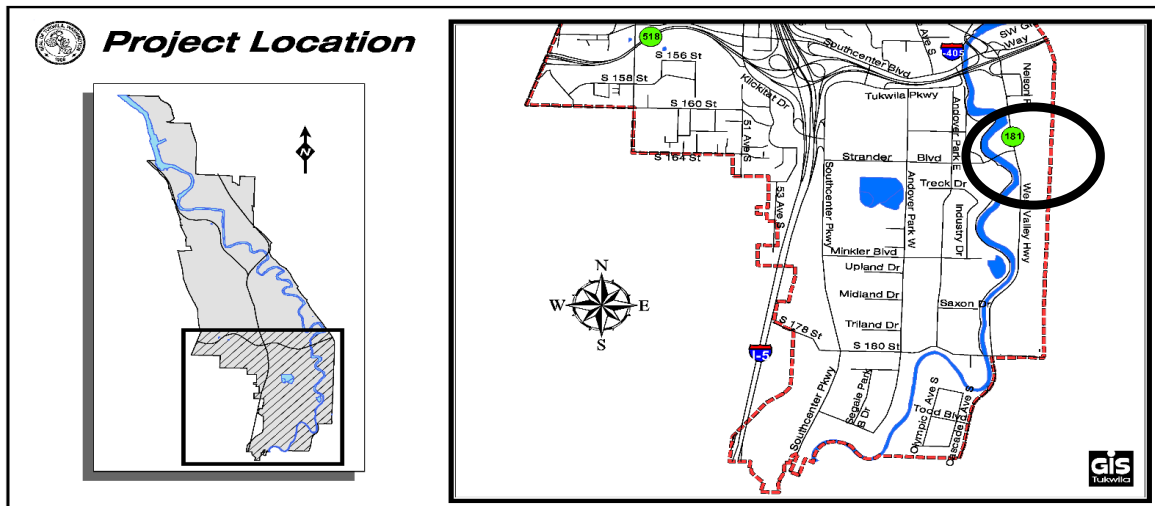 Project Location
N
518
S 156 St
S 158 St
S 160 St
S 164 St
51 Ave S
53 Ave S
Klickitat Dr
Southcenter Blvd
Ave S
I-405
SW Gr
Way
Nelson
Tukwila Pkwy
181
Andover Park E
Strander Blvd
Treck Dr
Southcenter Pkwy
Andover Park W
Industry Dr
West Valley Hwy
Minkler Blvd
Upland Dr
Midland Dr
Saxon Dr
Triland Dr
S 178 St
S 180 St
I-5
N
W E
S
Southcenter Pkwy
Segale Park
B Dr
Olympic Ave S
Todd Blvd
Cascade Ave S
GIS
Tukwila